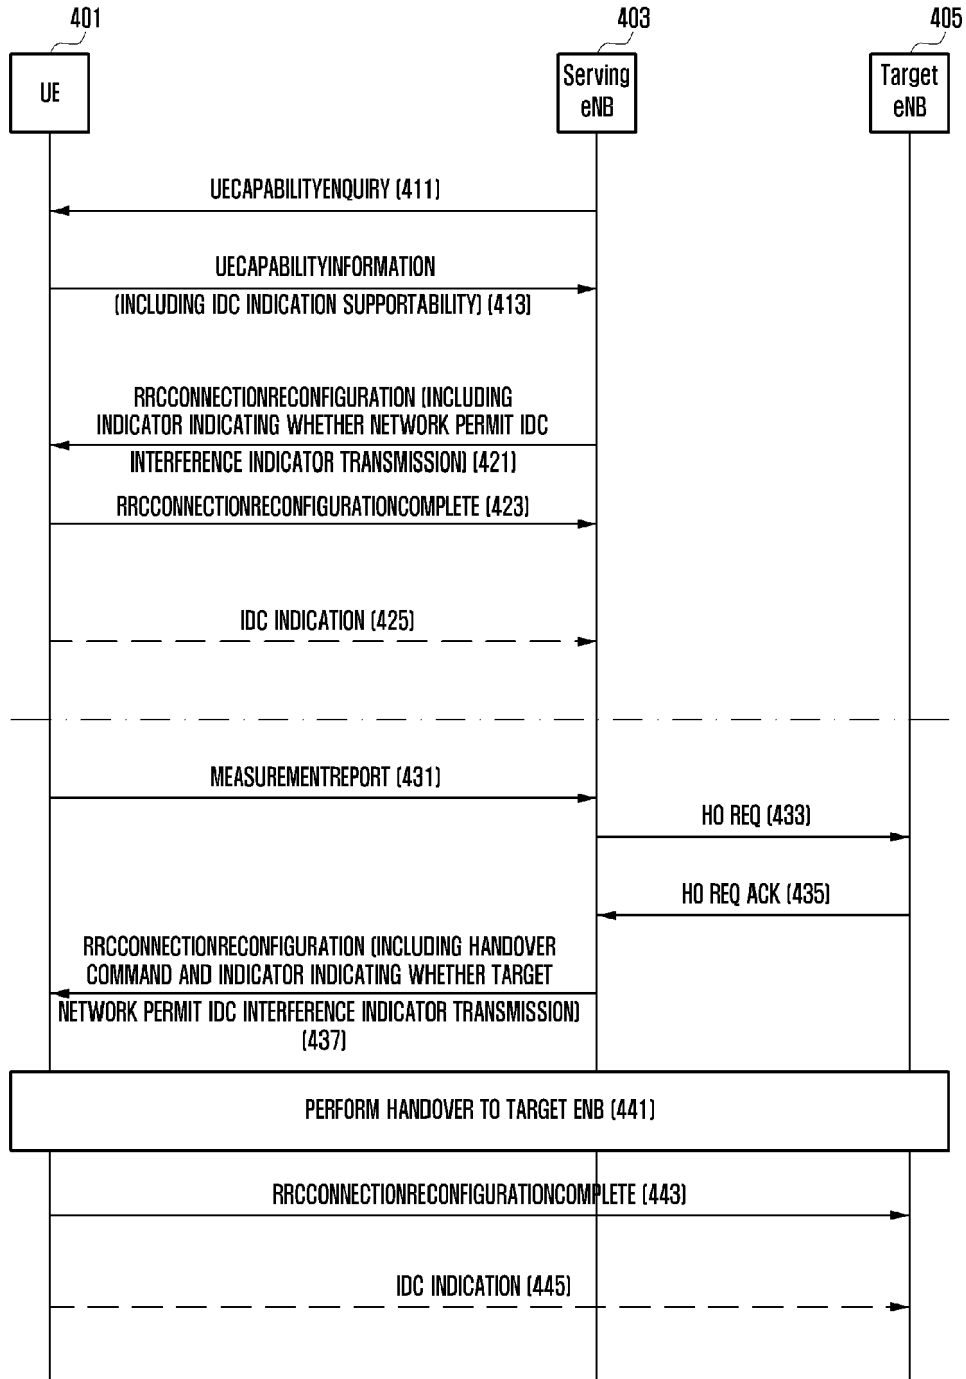 401
403
405
UE
Serving
eNB
Target
eNB
UECAPABILITYENQUIRY (411)
UECAPABILITYINFORMATION
(INCLUDING IDC INDICATION SUPPORTABILITY) (413)
RRCCONNECTIONRECONFIGURATION (INCLUDING
INDICATOR INDICATING WHETHER NETWORK PERMIT IDC
INTERFERENCE INDICATOR TRANSMISSION) (421)
RRCCONNECTIONRECONFIGURATIONCOMPLETE (423)
IDC INDICATION (425)
MEASUREMENTREPORT (431)
HO REQ (433)
HO REQ ACK (435)
RRCCONNECTIONRECONFIGURATION (INCLUDING HANDOVER
COMMAND AND INDICATOR INDICATING WHETHER TARGET
NETWORK PERMIT IDC INTERFERENCE INDICATOR TRANSMISSION)
(437)
PERFORM HANDOVER TO TARGET ENB (441)
RRCCONNECTIONRECONFIGURATIONCOMPLETE (443)
IDC INDICATION (445)